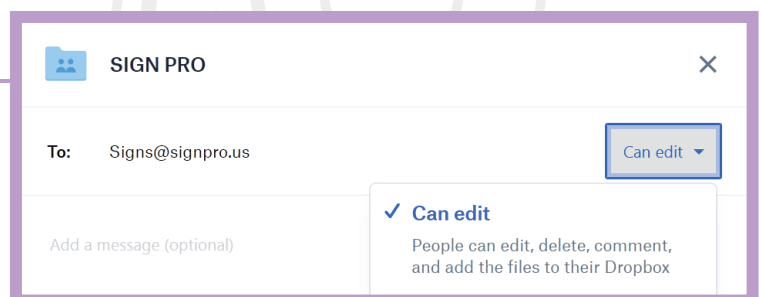 SIGN PRO
To: Signs@signpro.us Can edit
Can edit
Add a message (optional)
People can edit, delete, comment,
and add the files to their Dropbox